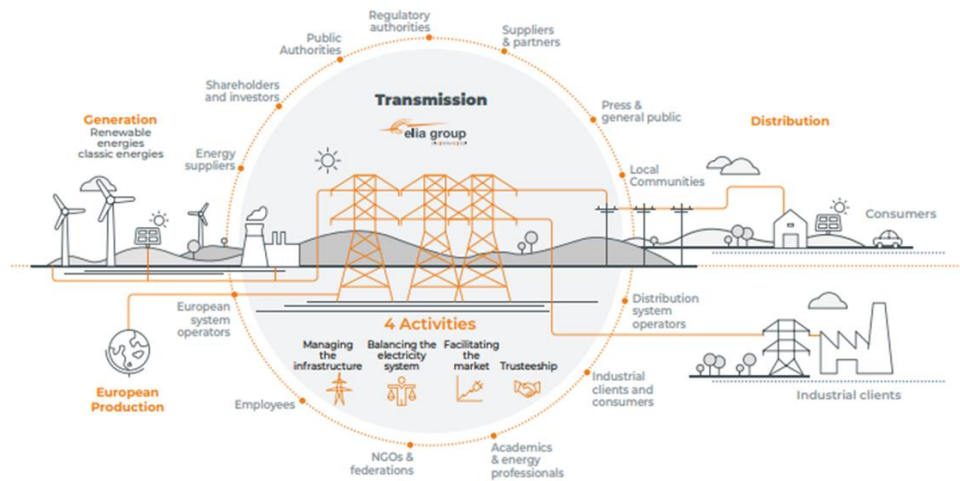 Regulatory
authorities
Suppliers
& partners
Public
Authorities
Shareholders
and investors
Transmission
elia group
Press &
general public
Generation
Renewable
energies
classic energies
Distribution
Energy
suppliers
Local
Communities
Consumers
European
system
operators
Distribution
system
operators
4 Activities
Managing
the
infrastructure
Balancing the
electricity
system
Facilitating
the
market
Trusteeship
European
Production
Industrial
clients and
consumers
Industrial clients
Employees
NGOs &
federations
Academics
& energy
professionals